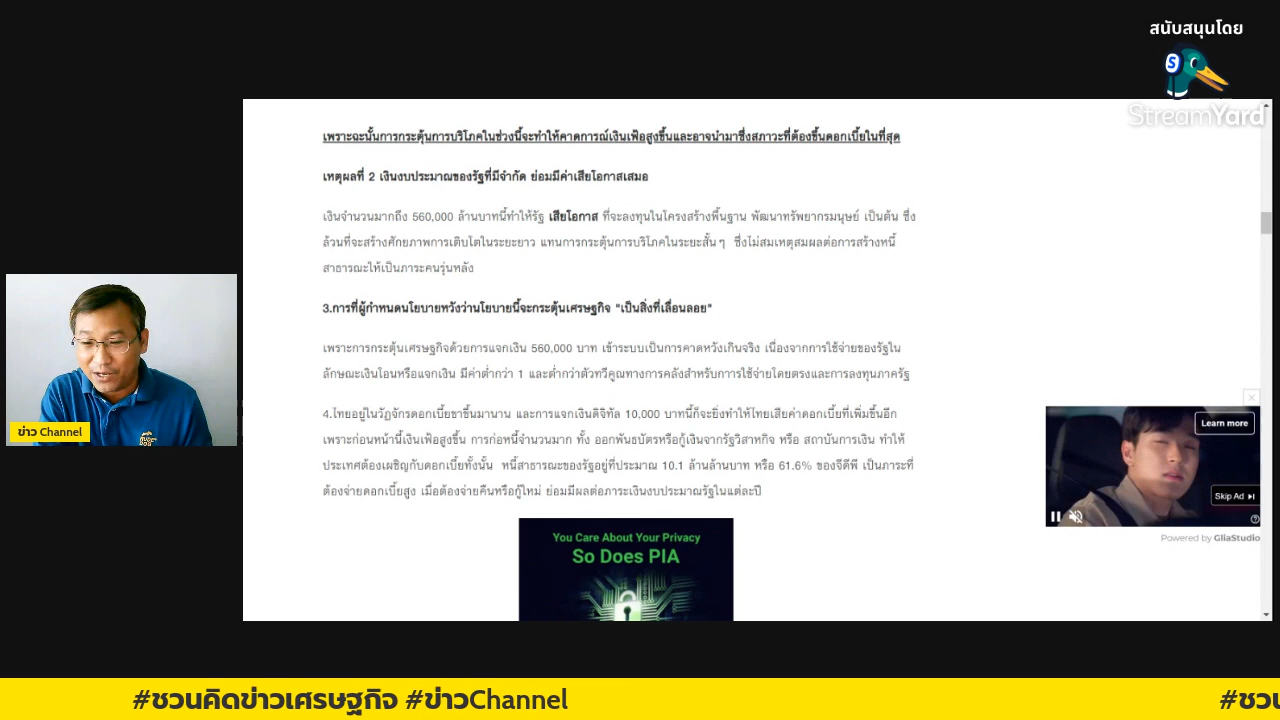 สนับสนุนโดย
S
StreamYard
เพราะฉะนั้นการกระตุ้นการบริโภคในช่วงนี้จะทำให้คาดการณ์เงินเฟ้อสูงขึ้นและอาจนำมาซึ่งสภาวะที่ต้องขึ้นดอกเบี้ยในที่สุด
เหตุผลที่ 2 เงินงบประมาณของรัฐที่มีจำกัด ย่อมมีค่าเสียโอกาสเสมอ
เงินจำนวนมากถึง 560,000 ล้านบาทนี้ทำให้รัฐ เสียโอกาส ที่จะลงทุนในโครงสร้างพื้นฐาน พัฒนาทรัพยากรมนุษย์ เป็นต้น ซึ่ง
ล้วนที่จะสร้างศักยภาพการเติบโตในระยะยาว แทนการกระตุ้นการบริโภคในระยะสั้น ๆ ซึ่งไม่สมเหตุสมผลต่อการสร้างหนี้
สาธารณะให้เป็นภาระคนรุ่นหลัง
3.การที่ผู้กำหนดนโยบายหวังว่านโยบายนี้จะกระตุ้นเศรษฐกิจ "เป็นสิ่งที่เลื่อนลอย"
เพราะการกระตุ้นเศรษฐกิจด้วยการแจกเงิน 560,000 บาท เข้าระบบเป็นการคาดหวังเกินจริง เนื่องจากการใช้จ่ายของรัฐใน
ลักษณะเงินโอนหรือแจกเงิน มีค่าต่ำกว่า 1 และต่ำกว่าตัวทวีคูณทางการคลังสำหรับการใช้จ่ายโดยตรงและการลงทุนภาครัฐ
4.ไทยอยู่ในวัฏจักรดอกเบี้ยขาขึ้นมานาน และการแจกเงินดิจิทัล 10,000 บาทนี้ก็จะยิ่งทำให้ไทยเสียค่าดอกเบี้ยที่เพิ่มขึ้นอีก
เพราะก่อนหน้านี้เงินเฟ้อสูงขึ้น การก่อหนี้จำนวนมาก ทั้ง ออกพันธบัตรหรือกู้เงินจากรัฐวิสาหกิจ หรือ สถาบันการเงิน ทำให้
ประเทศต้องเผชิญกับดอกเบี้ยทั้งนั้น หนี้สาธารณะของรัฐอยู่ที่ประมาณ 10.1 ล้านล้านบาท หรือ 61.6% ของจีดีพี เป็นภาระที่
ต้องจ่ายดอกเบี้ยสูง เมื่อต้องจ่ายคืนหรือกู้ใหม่ ย่อมมีผลต่อภาระเงินงบประมาณรัฐในแต่ละปี
Learn more
Skip Ad
Powered by GliaStudio
You Care About Your Privacy
So Does PIA
ข่าว Channel
#ชวนคิดข่าวเศรษฐกิจ #ข่าวChannel